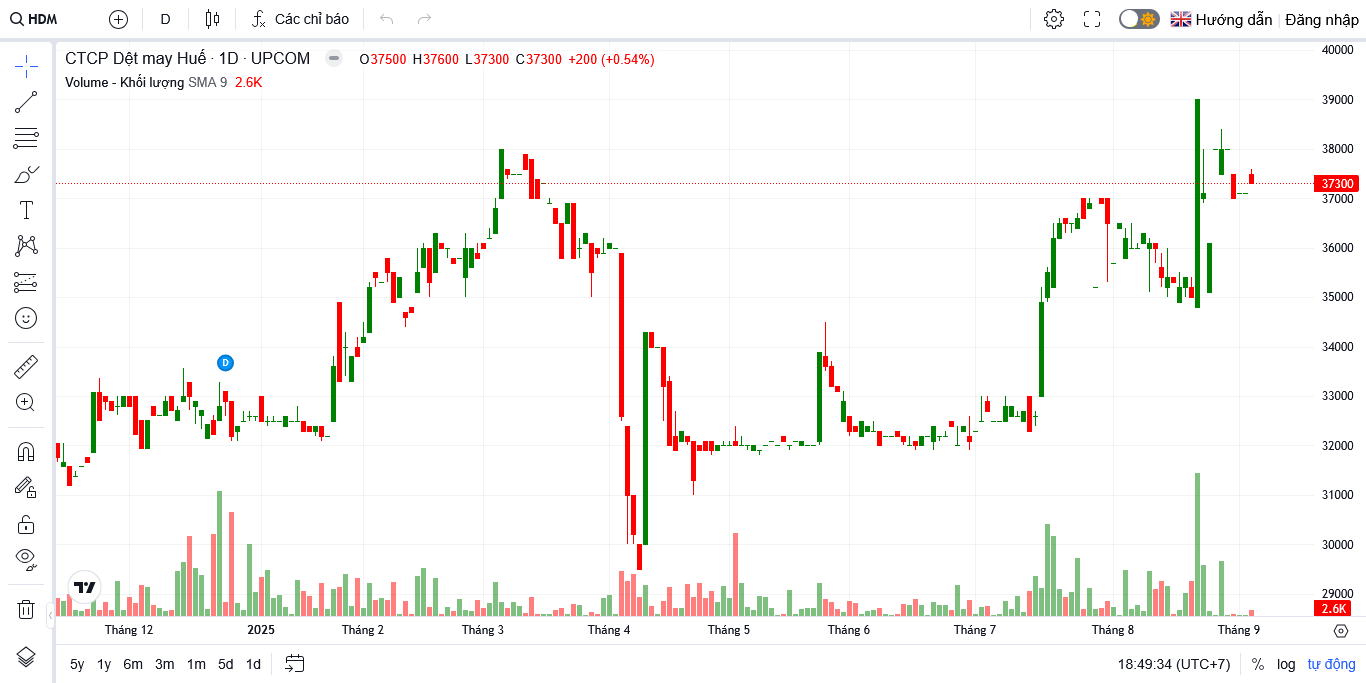 HDM D Các chỉ báo Hướng dẫn Đăng nhập
CTCP Dệt may Huế · 1D · UPCOM O37500 H37600 L37300 C37300 +200 (+0.54%)
Volume - Khối lượng SMA 9 2.6K
40000
39000
38000
37300
37000
36000
35000
34000
D
33000
32000
31000
30000
29000
2.6K
Tháng 12 2025 Tháng 2 Tháng 3 Tháng 4 Tháng 5 Tháng 6 Tháng 7 Tháng 8 Tháng 9
5y 1y 6m 3m 1m 5d 1d 18:49:34 (UTC+7) % log tự động